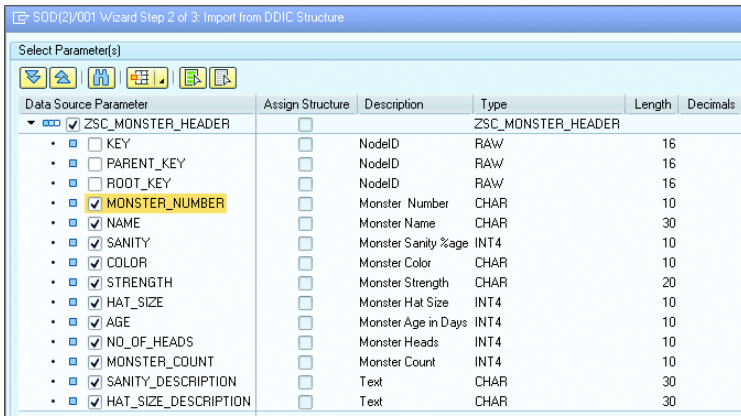 SOD(2)/001 Wizard Step 2 of 3: Import from DDIC Structure
Select Parameter(s)
Data Source Parameter Assign Structure Description Type Length Decimals
ZSC_MONSTER_HEADER ZSC_MONSTER_HEADER
KEY NodeID RAW 16
PARENT_KEY NodeID RAW 16
ROOT_KEY NodeID RAW 16
MONSTER_NUMBER Monster Number CHAR 10
NAME Monster Name CHAR 30
SANITY Monster Sanity %age INT4 10
COLOR Monster Color CHAR 10
STRENGTH Monster Strength CHAR 20
HAT_SIZE Monster Hat Size INT4 10
AGE Monster Age in Days INT4 10
NO_OF_HEADS Monster Heads INT4 10
MONSTER_COUNT Monster Count INT4 10
SANITY_DESCRIPTION Text CHAR 30
HAT_SIZE_DESCRIPTION Text CHAR 30